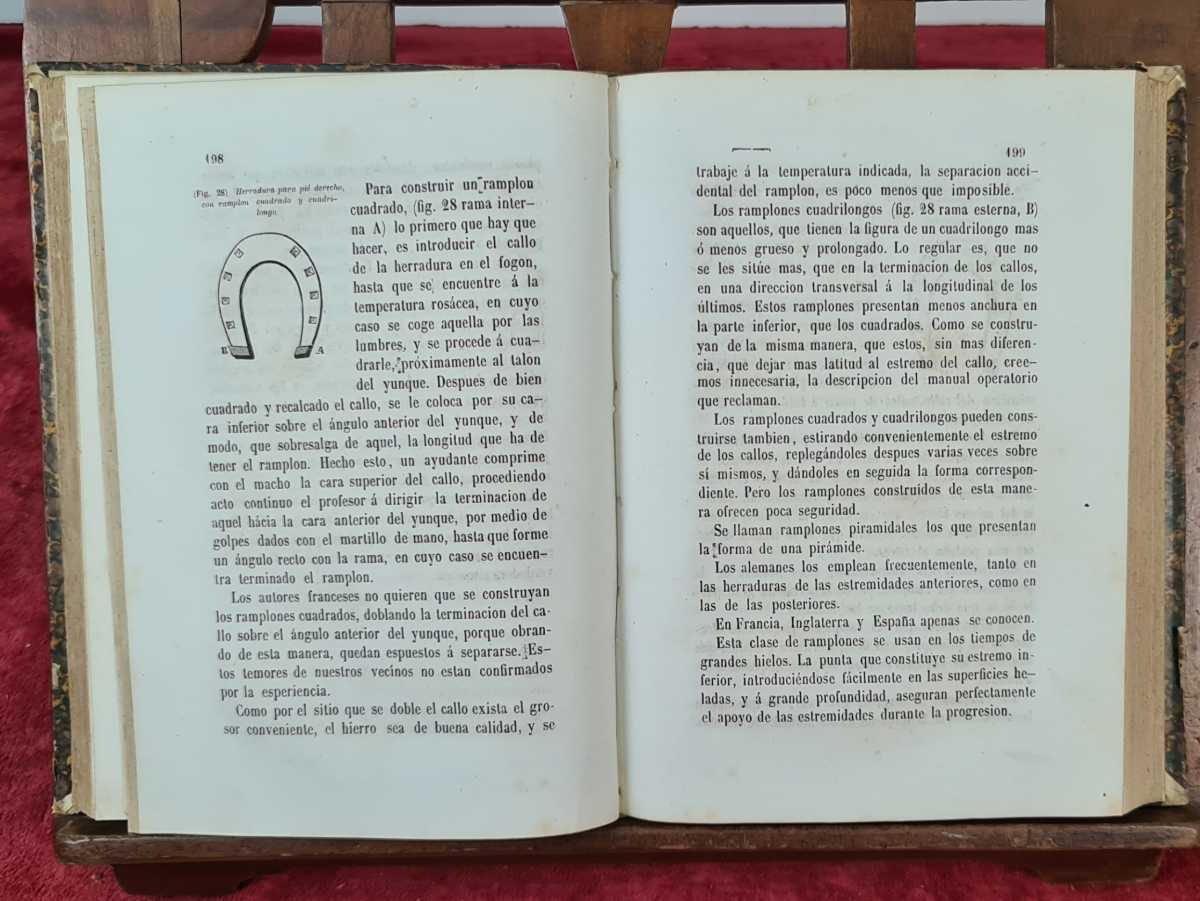 198
(Fig. 28) Herradura para pié derecho,
con ramplon cuadrado y cuadri-
longo
B
A
Para construir un ramplon
cuadrado, (fig. 28 rama inter-
na A) lo primero que hay que
hacer, es introducir el callo
de la herradura en el fogon,
hasta que se encuentre á la
temperatura rosácea, en cuyo
caso se coge aquella por las
lumbres, y se procede á cua-
drarle, próximamente al talon
del yunque. Despues de bien
cuadrado y recalcado el callo, se le coloca por su ca-
ra inferior sobre el ángulo anterior del yunque, y de
modo, que sobresalga de aquel, la longitud que ha de
tener el ramplon. Hecho esto, un ayudante comprime
con el macho la cara superior del callo, procediendo
acto continuo el profesor á dirigir la terminacion de
aquel hácia la cara anterior del yunque, por medio de
golpes dados con el martillo de mano, hasta que forme
un ángulo recto con la rama, en cuyo caso se encuen-
tra terminado el ramplon.
Los autores franceses no quieren que se construyan
los ramplones cuadrados, doblando la terminacion del ca-
llo sobre el ángulo anterior del yunque, porque obran-
do de esta manera, quedan espuestos á separarse. Es-
tos temores de nuestros vecinos no estan confirmados
por la esperiencia.
Como por el sitio que se doble el callo exista el gro-
sor conveniente, el hierro sea de buena calidad, y se
199
trabaje á la temperatura indicada, la separacion acci-
dental del ramplon, es poco menos que imposible.
Los ramplones cuadrilongos (fig. 28 rama esterna, B)
son aquellos, que tienen la figura de un cuadrilongo mas
ó menos grueso y prolongado. Lo regular es, que no
se les sitúe mas, que en la terminacion de los callos,
en una direccion transversal á la longitudinal de los
últimos. Estos ramplones presentan menos anchura en
la parte inferior, que los cuadrados. Como se constru-
yan de la misma manera, que estos, sin mas diferen-
cia, que dejar mas latitud al estremo del callo, cree-
mos innecesaria, la descripcion del manual operatorio
que reclaman.
Los ramplones cuadrados y cuadrilongos pueden cons-
truirse tambien, estirando convenientemente el estremo
de los callos, replegándoles despues varias veces sobre
sí mismos, y dándoles en seguida la forma correspon-
diente. Pero los ramplones construidos de esta mane-
ra ofrecen poca seguridad.
Se llaman ramplones piramidales los que presentan
la forma de una pirámide.
Los alemanes los emplean frecuentemente, tanto en
las herraduras de las estremidades anteriores, como en
las de las posteriores.
En Francia, Inglaterra y España apenas se conocen.
Esta clase de ramplones se usan en los tiempos de
grandes hielos. La punta que constituye su estremo in-
ferior, introduciéndose fácilmente en las superficies he-
ladas, y á grande profundidad, aseguran perfectamente
el apoyo de las estremidades durante la progresion.